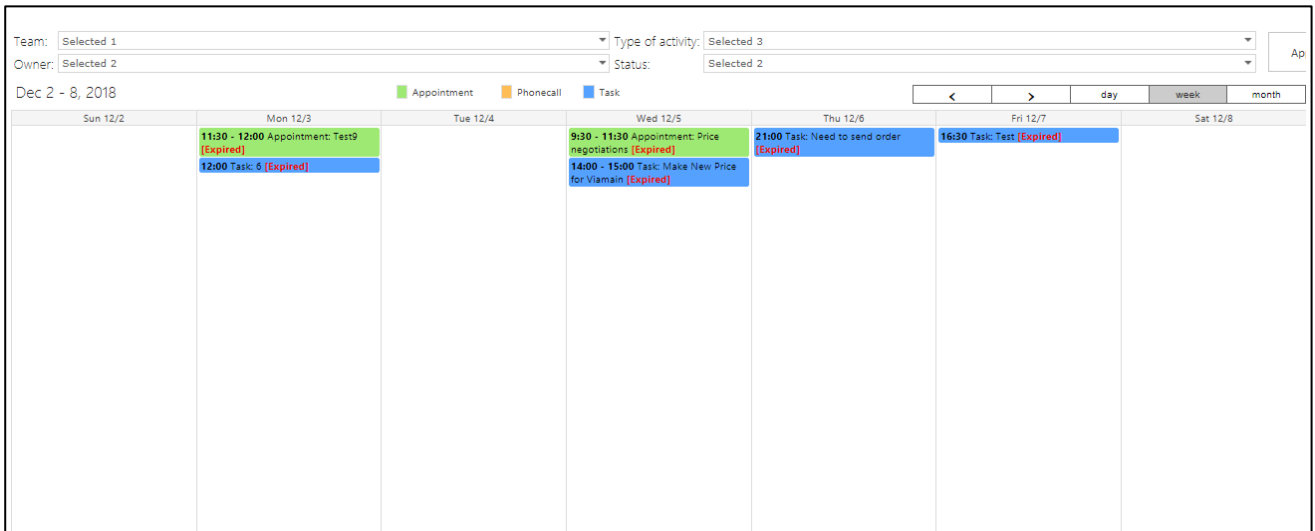 Team: Selected 1 Type of activity: Selected 3
Owner: Selected 2 Status: Selected 2
Dec 2 - 8, 2018 Appointment Phonecall Task < > day week month
Sun 12/2 Mon 12/3 Tue 12/4 Wed 12/5 Thu 12/6 Fri 12/7 Sat 12/8
11:30 - 12:00 Appointment: Test9
[Expired]
12:00 Task: 6 [Expired]
9:30 - 11:30 Appointment: Price
negotiations [Expired]
14:00 - 15:00 Task: Make New Price
for Viamain [Expired]
21:00 Task: Need to send order
[Expired]
16:30 Task: Test [Expired]